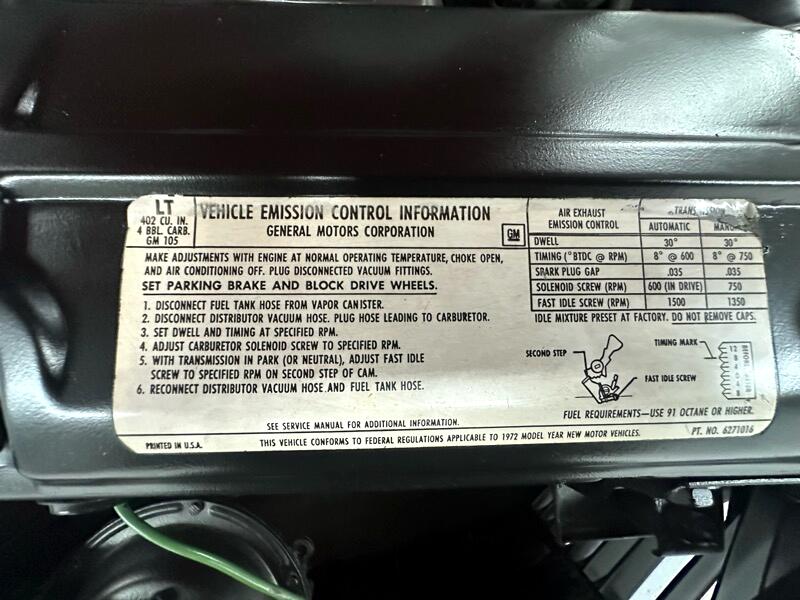 LT
402 CU. IN.
4 BBL. CARB.
GM 105
VEHICLE EMISSION CONTROL INFORMATION
GENERAL MOTORS CORPORATION
GM
MAKE ADJUSTMENTS WITH ENGINE AT NORMAL OPERATING TEMPERATURE, CHOKE OPEN,
AND AIR CONDITIONING OFF. PLUG DISCONNECTED VACUUM FITTINGS.
SET PARKING BRAKE AND BLOCK DRIVE WHEELS.
1. DISCONNECT FUEL TANK HOSE FROM VAPOR CANISTER.
2. DISCONNECT DISTRIBUTOR VACUUM HOSE. PLUG HOSE LEADING TO CARBURETOR.
3. SET DWELL AND TIMING AT SPECIFIED RPM.
4. ADJUST CARBURETOR SOLENOID SCREW TO SPECIFIED RPM.
5. WITH TRANSMISSION IN PARK (OR NEUTRAL), ADJUST FAST IDLE
SCREW TO SPECIFIED RPM ON SECOND STEP OF CAM.
6. RECONNECT DISTRIBUTOR VACUUM HOSE AND FUEL TANK HOSE.
AIR EXHAUST
EMISSION CONTROL
AUTOMATIC
DWELL 30° 30°
TIMING (°BTDC @ RPM) 8° @ 600 8° @ 750
SPARK PLUG GAP .035 .035
SOLENOID SCREW (RPM) 600 (IN DRIVE) 750
FAST IDLE SCREW (RPM) 1500 1350
IDLE MIXTURE PRESET AT FACTORY. DO NOT REMOVE CAPS.
SECOND STEP
FAST IDLE SCREW
TIMING MARK
12
8
4
0
FUEL REQUIREMENTS—USE 91 OCTANE OR HIGHER.
SEE SERVICE MANUAL FOR ADDITIONAL INFORMATION.
PRINTED IN U.S.A.
THIS VEHICLE CONFORMS TO FEDERAL REGULATIONS APPLICABLE TO 1972 MODEL YEAR NEW MOTOR VEHICLES.
PT. NO. 6271016